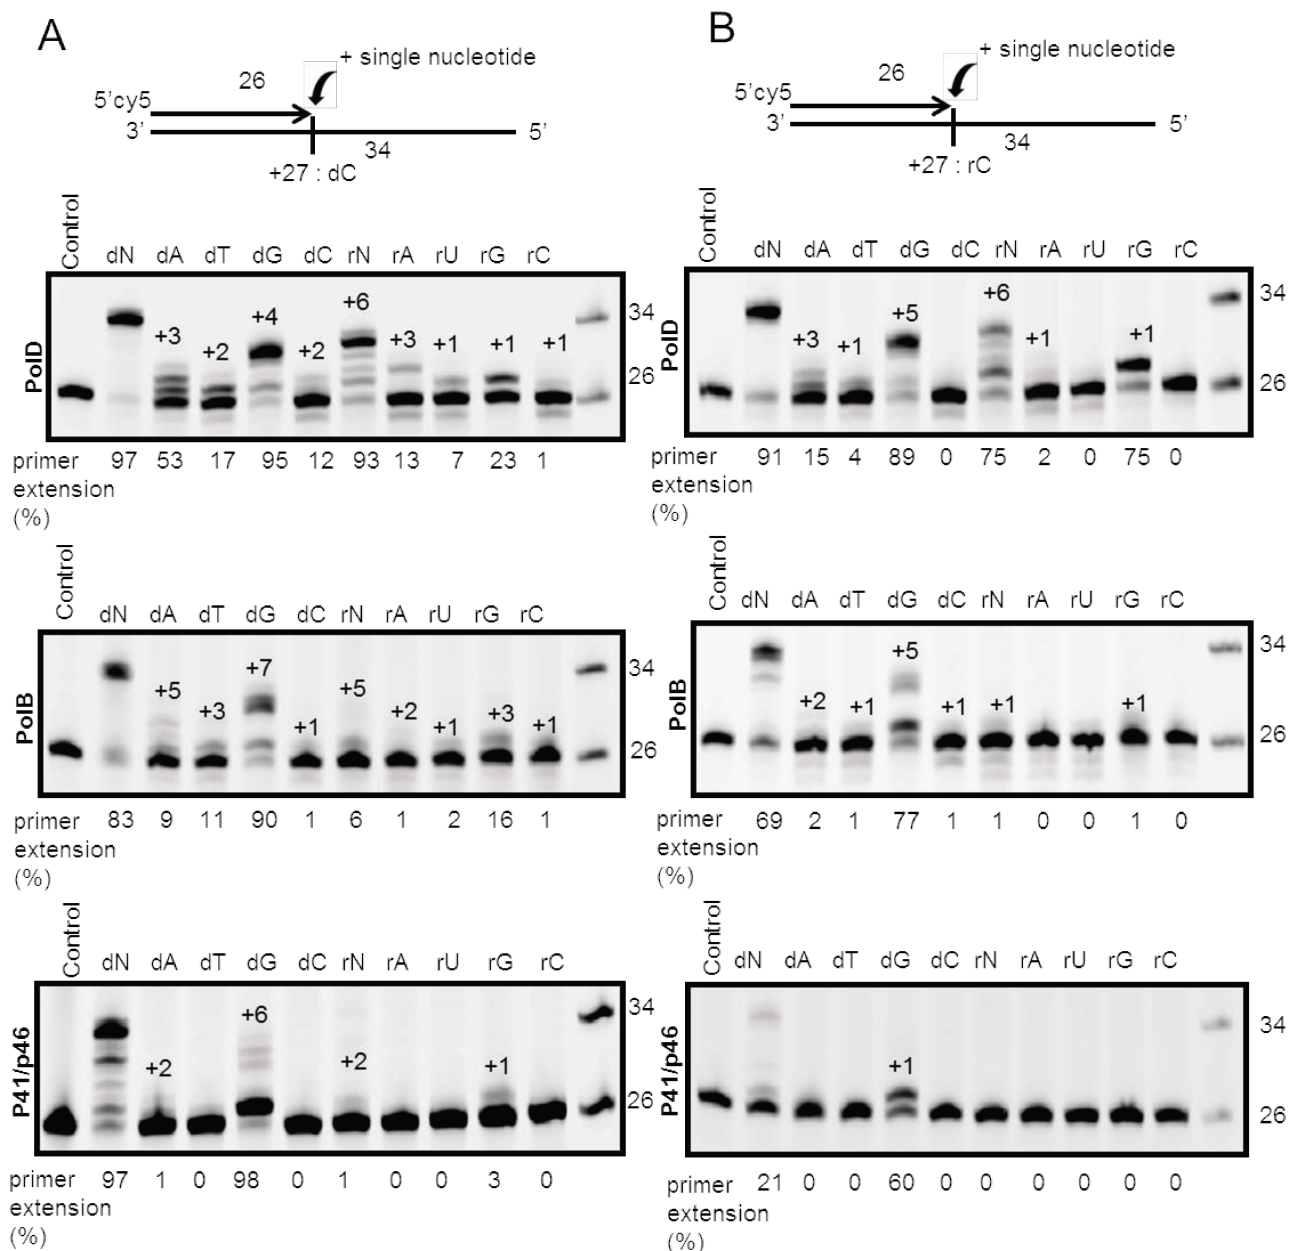 A
+ single nucleotide
26
5'cy5
3'
5'
34
+27 : dC
Control
dN dA dT dG dC rN rA rU rG rC
PolD
+3 +2 +4 +2 +6 +3 +1 +1 +1
34
26
primer extension (%)
97 53 17 95 12 93 13 7 23 1
Control
dN dA dT dG dC rN rA rU rG rC
PolB
+5 +3 +7 +1 +5 +2 +1 +3 +1
34
26
primer extension (%)
83 9 11 90 1 6 1 2 16 1
Control
dN dA dT dG dC rN rA rU rG rC
P41/p46
+2 +6 +2 +1
34
26
primer extension (%)
97 1 0 98 0 1 0 0 3 0
B
+ single nucleotide
26
5'cy5
3'
5'
34
+27 : rC
Control
dN dA dT dG dC rN rA rU rG rC
PolD
+3 +1 +5 +6 +1 +1
34
26
primer extension (%)
91 15 4 89 0 75 2 0 75 0
Control
dN dA dT dG dC rN rA rU rG rC
PolB
+2 +1 +5 +1 +1 +1
34
26
primer extension (%)
69 2 1 77 1 1 0 0 1 0
Control
dN dA dT dG dC rN rA rU rG rC
P41/p46
+1
34
26
primer extension (%)
21 0 0 60 0 0 0 0 0 0